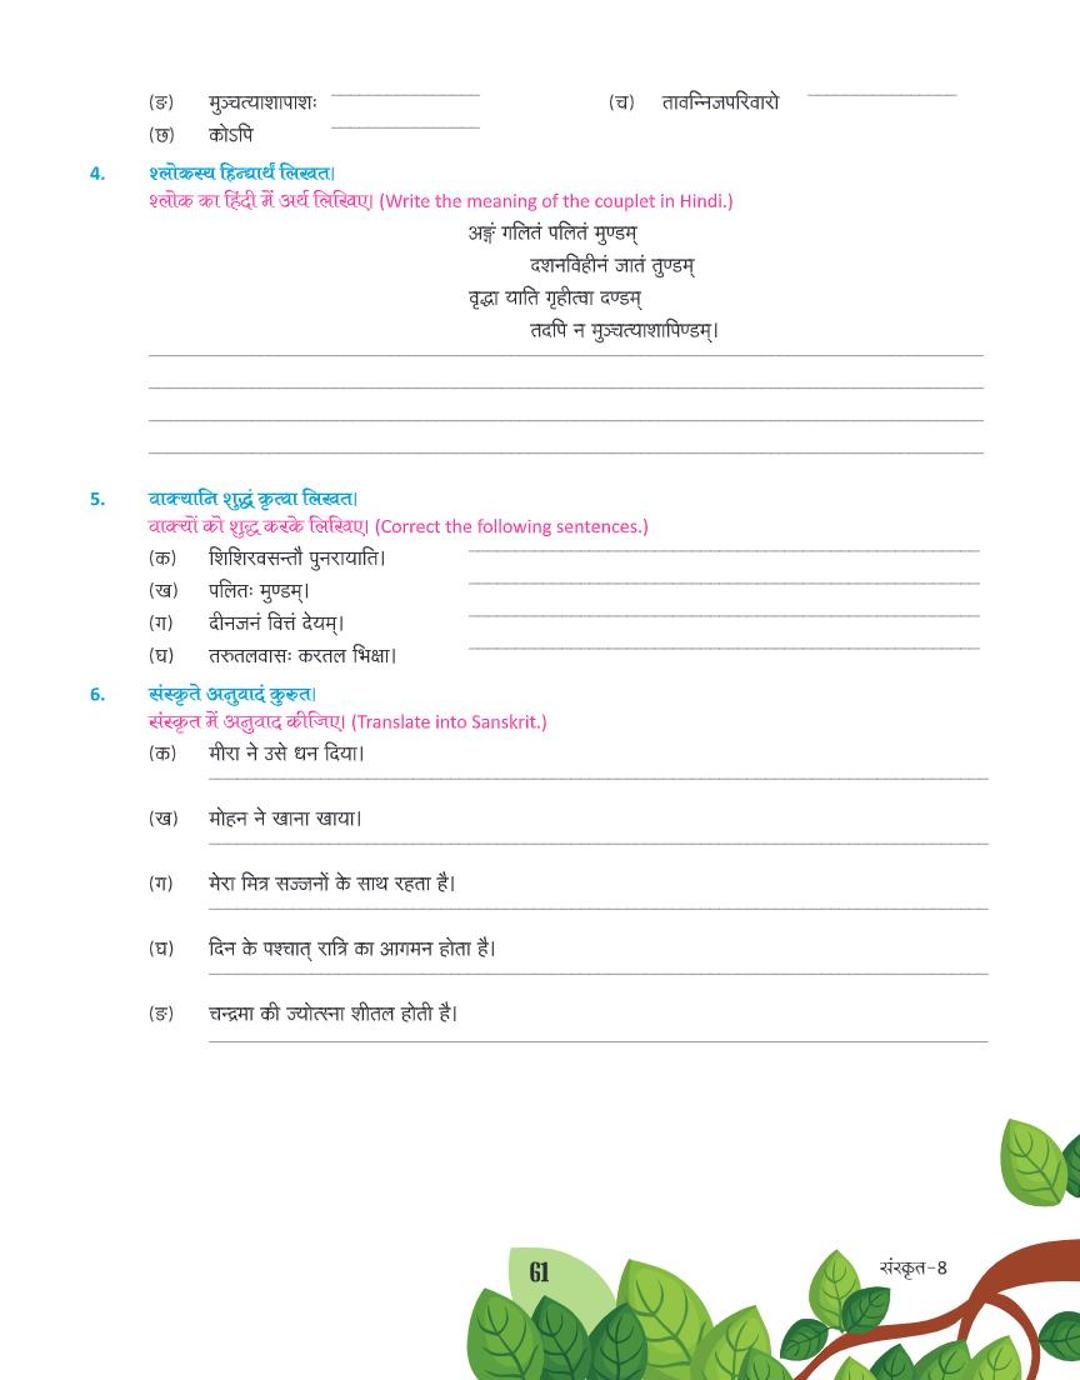 (ङ) मुञ्चत्याशापाशः (च) तावन्निजपरिवारो
(छ) कोऽपि
4. श्लोकस्य हिन्द्यार्थं लिखत।
श्लोक का हिंदी में अर्थ लिखिए। (Write the meaning of the couplet in Hindi.)
अङ्गं गलितं पलितं मुण्डम्
दशनविहीनं जातं तुण्डम्
वृद्धा याति गृहीत्वा दण्डम्
तदपि न मुञ्चत्याशापिण्डम्।
5. वाक्यानि शुद्धं कृत्वा लिखत।
वाक्यों को शुद्ध करके लिखिए। (Correct the following sentences.)
(क) शिशिरवसन्तौ पुनरायाति।
(ख) पलितः मुण्डम्।
(ग) दीनजनं वित्तं देयम्।
(घ) तरुतलवासः करतल भिक्षा।
6. संस्कृते अनुवादं कुरुत।
संस्कृत में अनुवाद कीजिए। (Translate into Sanskrit.)
(क) मीरा ने उसे धन दिया।
(ख) मोहन ने खाना खाया।
(ग) मेरा मित्र सज्जनों के साथ रहता है।
(घ) दिन के पश्चात् रात्रि का आगमन होता है।
(ङ) चन्द्रमा की ज्योत्स्ना शीतल होती है।
61 संस्कृत-8